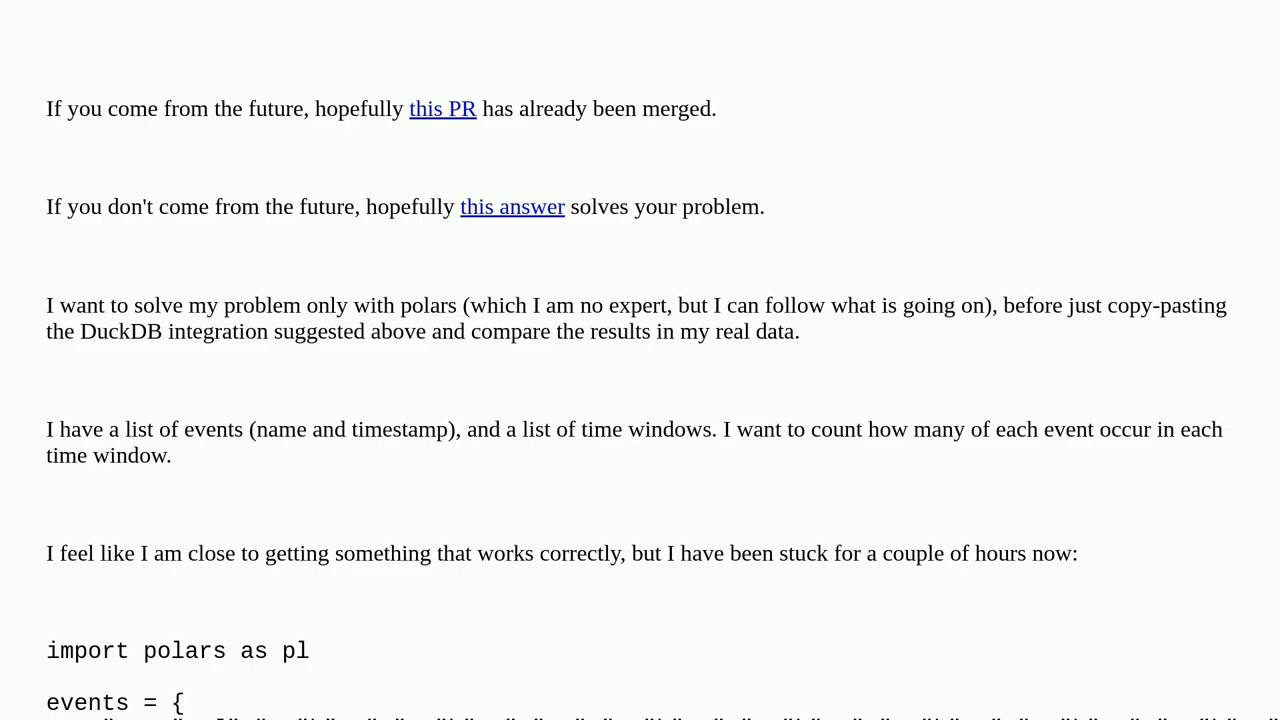 If you come from the future, hopefully this PR has already been merged.
If you don't come from the future, hopefully this answer solves your problem.
I want to solve my problem only with polars (which I am no expert, but I can follow what is going on), before just copy-pasting
the DuckDB integration suggested above and compare the results in my real data.
I have a list of events (name and timestamp), and a list of time windows. I want to count how many of each event occur in each
time window.
I feel like I am close to getting something that works correctly, but I have been stuck for a couple of hours now:
import polars as pl
events = {